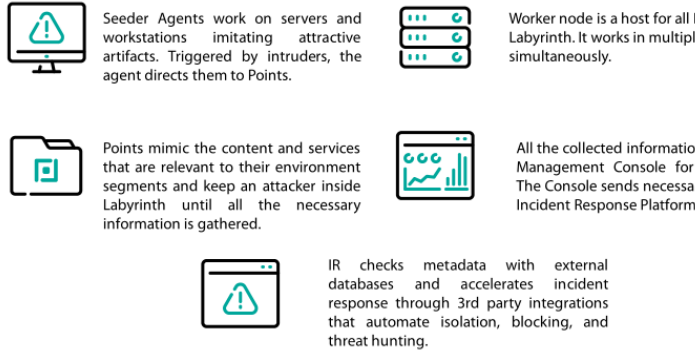 Seeder Agents work on servers and
workstations imitating attractive
artifacts. Triggered by intruders, the
agent directs them to Points.
Worker node is a host for all
Labyrinth. It works in
simultaneously.
Points mimic the content and services
that are relevant to their environment
segments and keep an attacker inside
Labyrinth until all the necessary
information is gathered.
All the collected
Management Console for
The Console sends
Incident Response Platform
IR checks metadata with external
databases and accelerates incident
response through 3rd party integrations
that automate isolation, blocking, and
threat hunting.